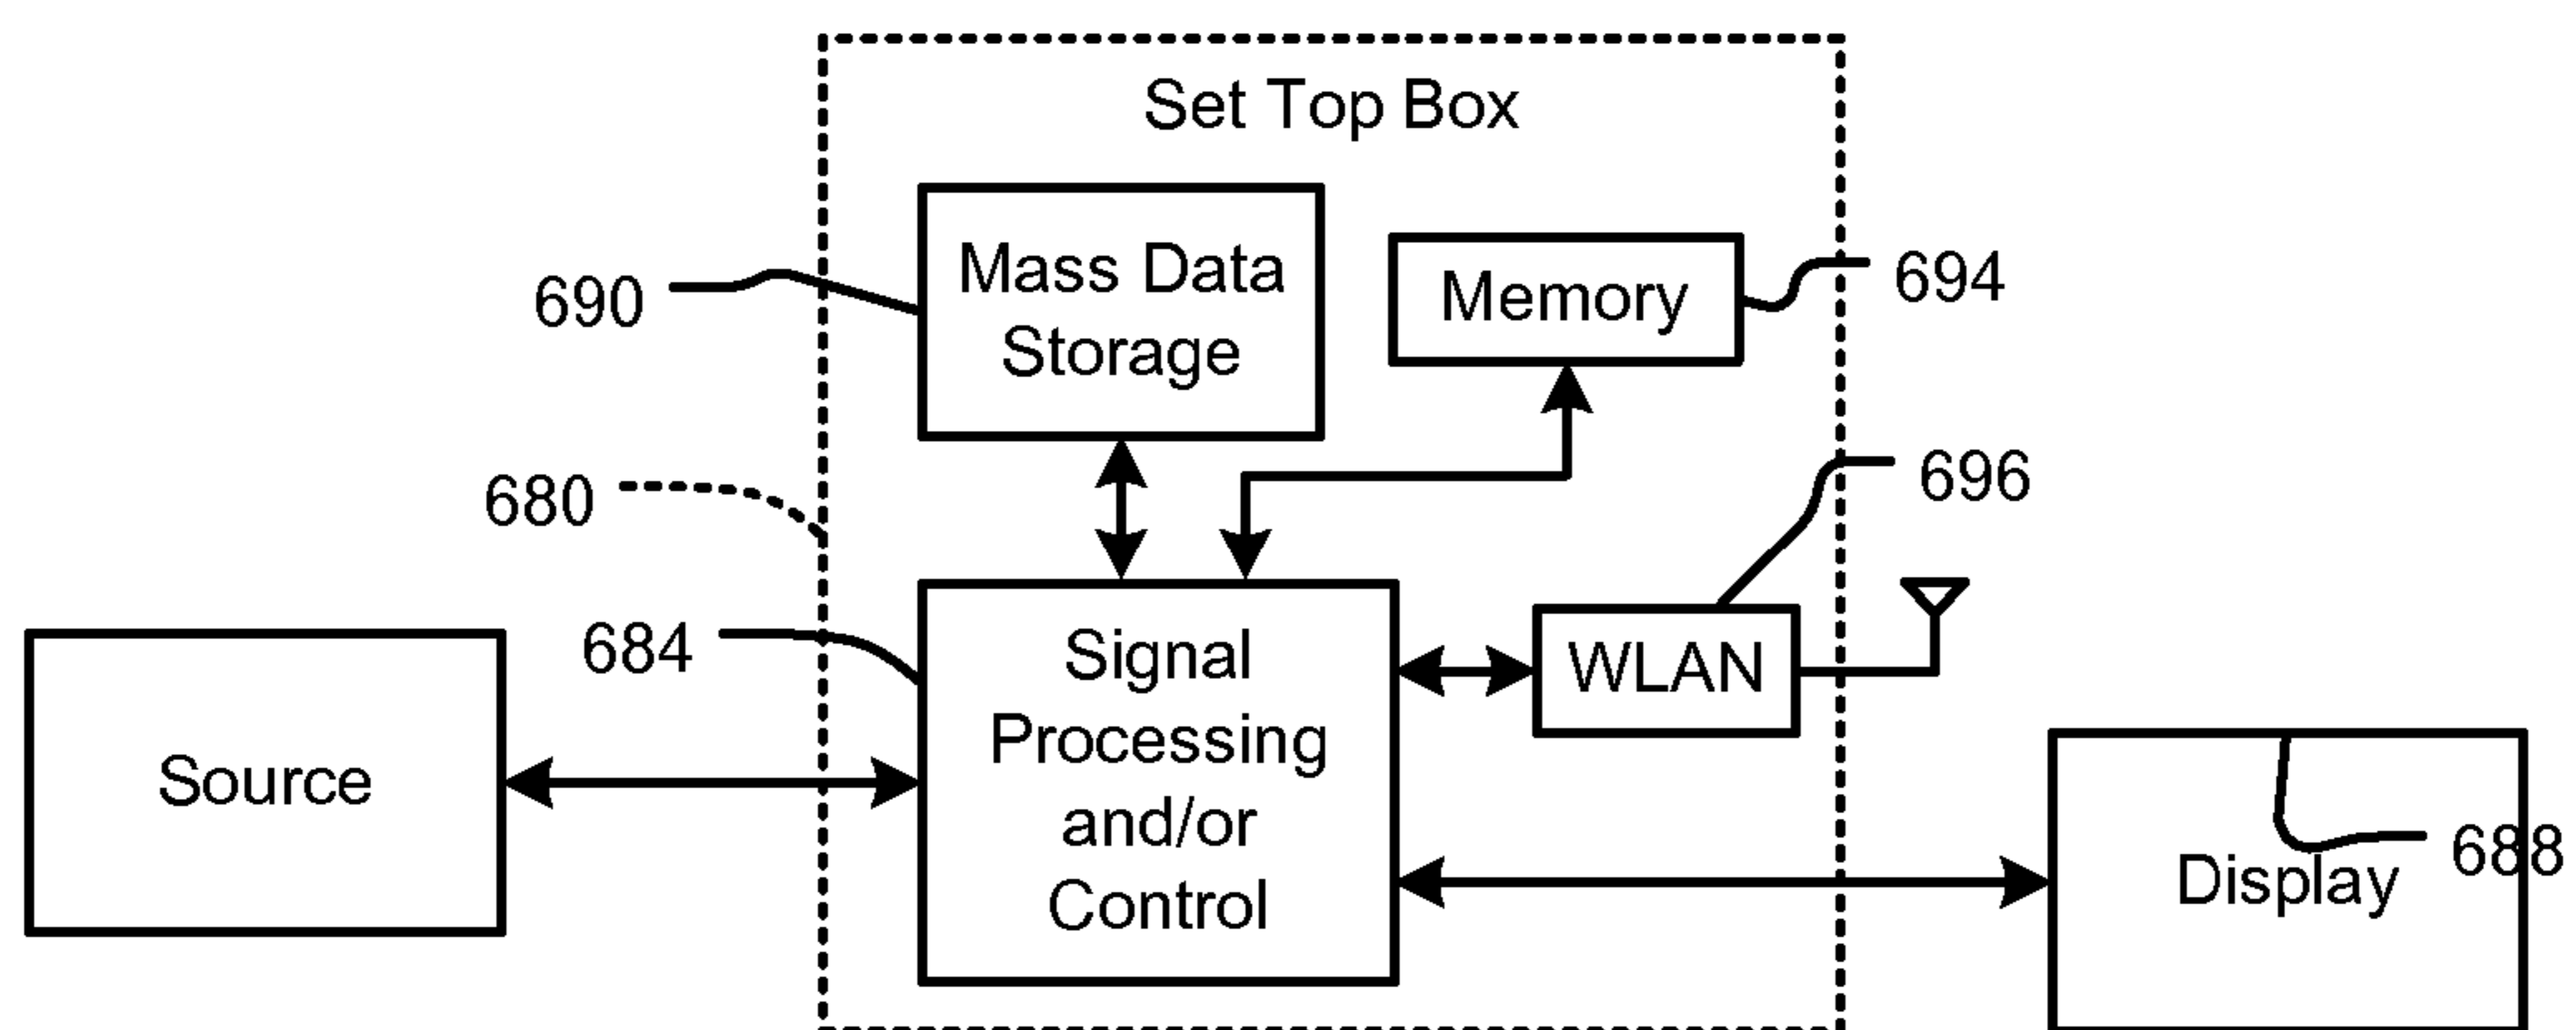 Set Top Box
Mass Data
Storage
Memory
690
694
680
696
684
Signal
Processing
and/or
Control
WLAN
Source
688
Display